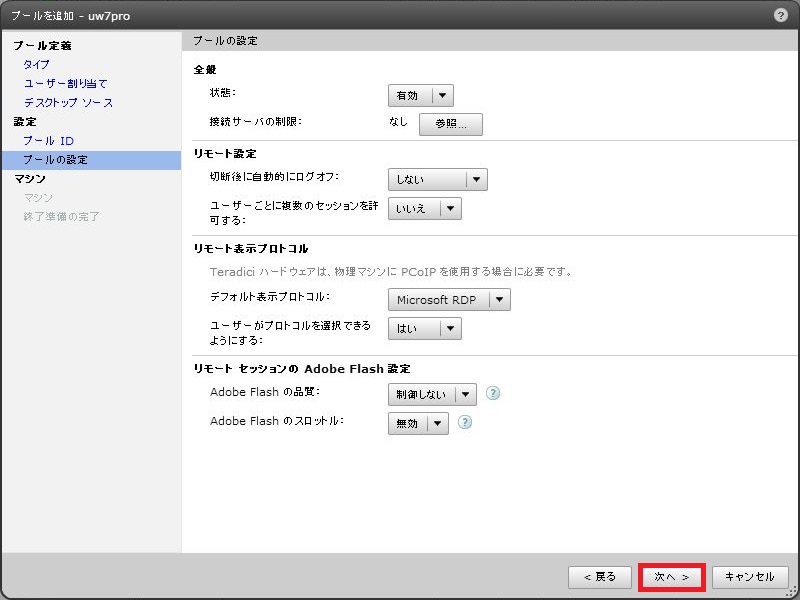 プールを追加 - uw7pro
?
プール定義
タイプ
ユーザー割り当て
デスクトップ ソース
設定
プール ID
プールの設定
マシン
マシン
終了準備の完了
プールの設定
全般
状態:
有効
接続サーバの制限:
なし
参照...
リモート設定
切断後に自動的にログオフ:
しない
ユーザーごとに複数のセッションを許
可する:
いいえ
リモート表示プロトコル
Teradici ハードウェアは、物理マシンに PCoIP を使用する場合に必要です。
デフォルト表示プロトコル:
Microsoft RDP
ユーザーがプロトコルを選択できる
ようにする:
はい
リモート セッションの Adobe Flash 設定
Adobe Flash の品質:
制御しない
?
Adobe Flash のスロットル:
無効
?
< 戻る
次へ >
キャンセル